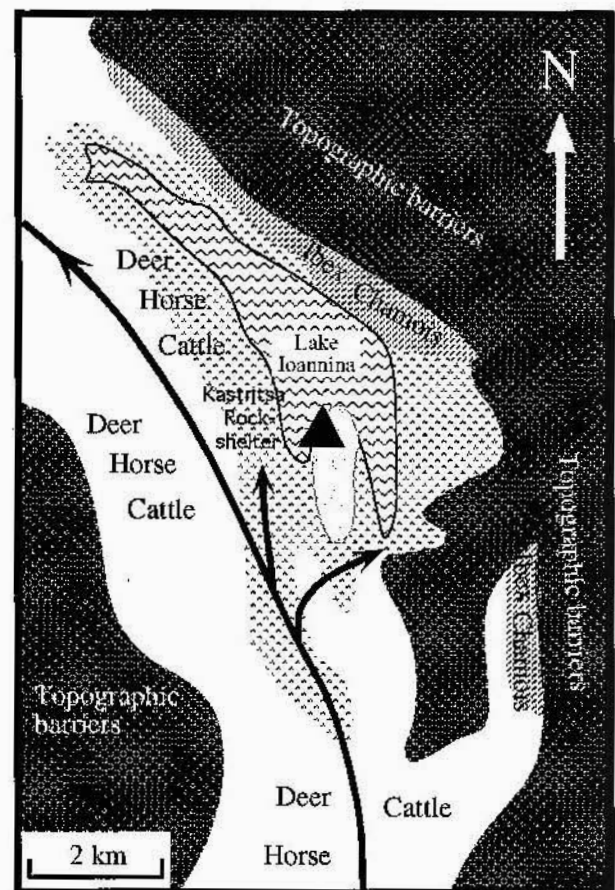 N
Topographic barriers
Ibex Chamois
Deer
Horse
Cattle
Lake
Ioannina
Kastritsa
Rock-
shelter
Deer
Horse
Cattle
Topographic barriers
Ibex Chamois
Topographic
barriers
Deer
Cattle
Horse
2 km